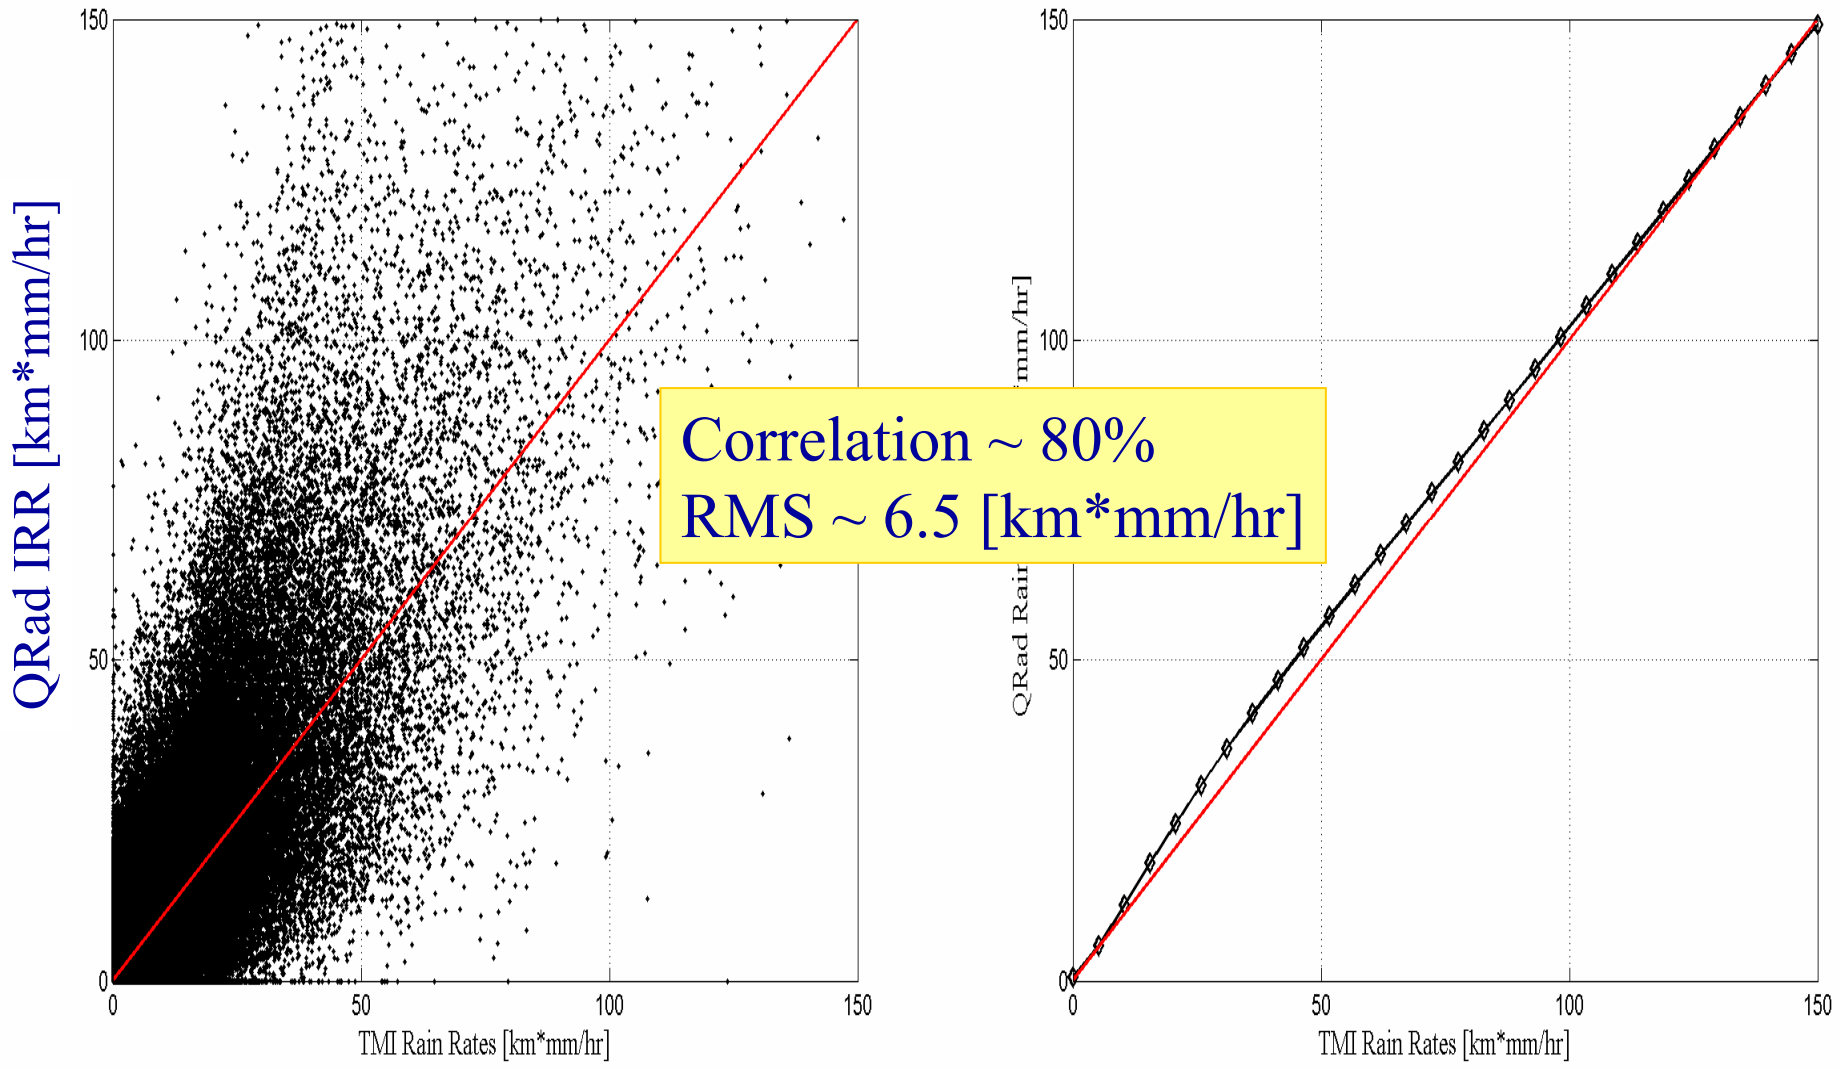 150
100
50
0
0 50 100 150
TMI Rain Rates [km*mm/hr]
QRad IRR [km*mm/hr]
Correlation ~ 80%
RMS ~ 6.5 [km*mm/hr]
150
100
50
0
0 50 100 150
TMI Rain Rates [km*mm/hr]
QRad Rain *mm/hr]